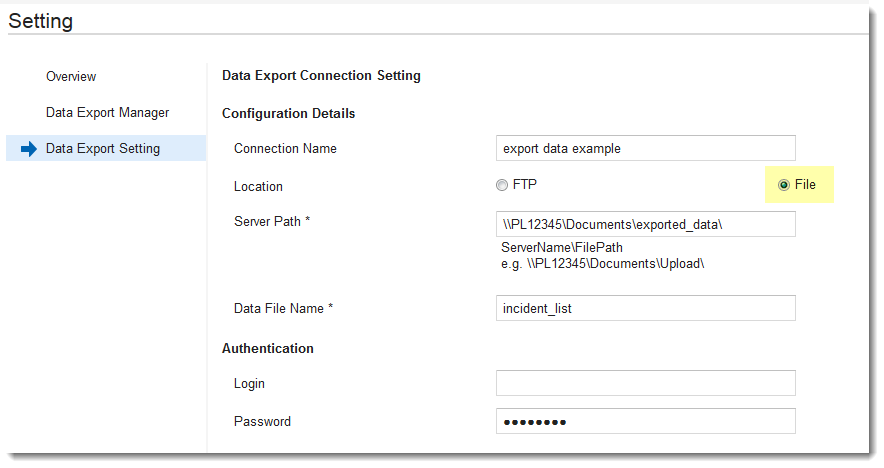 Setting
Overview
Data Export Manager
Data Export Setting
Data Export Connection Setting
Configuration Details
Connection Name export data example
Location FTP File
Server Path * \\PL12345\Documents\exported_data\
ServerName\FilePath
e.g. \\PL12345\Documents\Upload\
Data File Name * incident_list
Authentication
Login
Password ●●●●●●●●